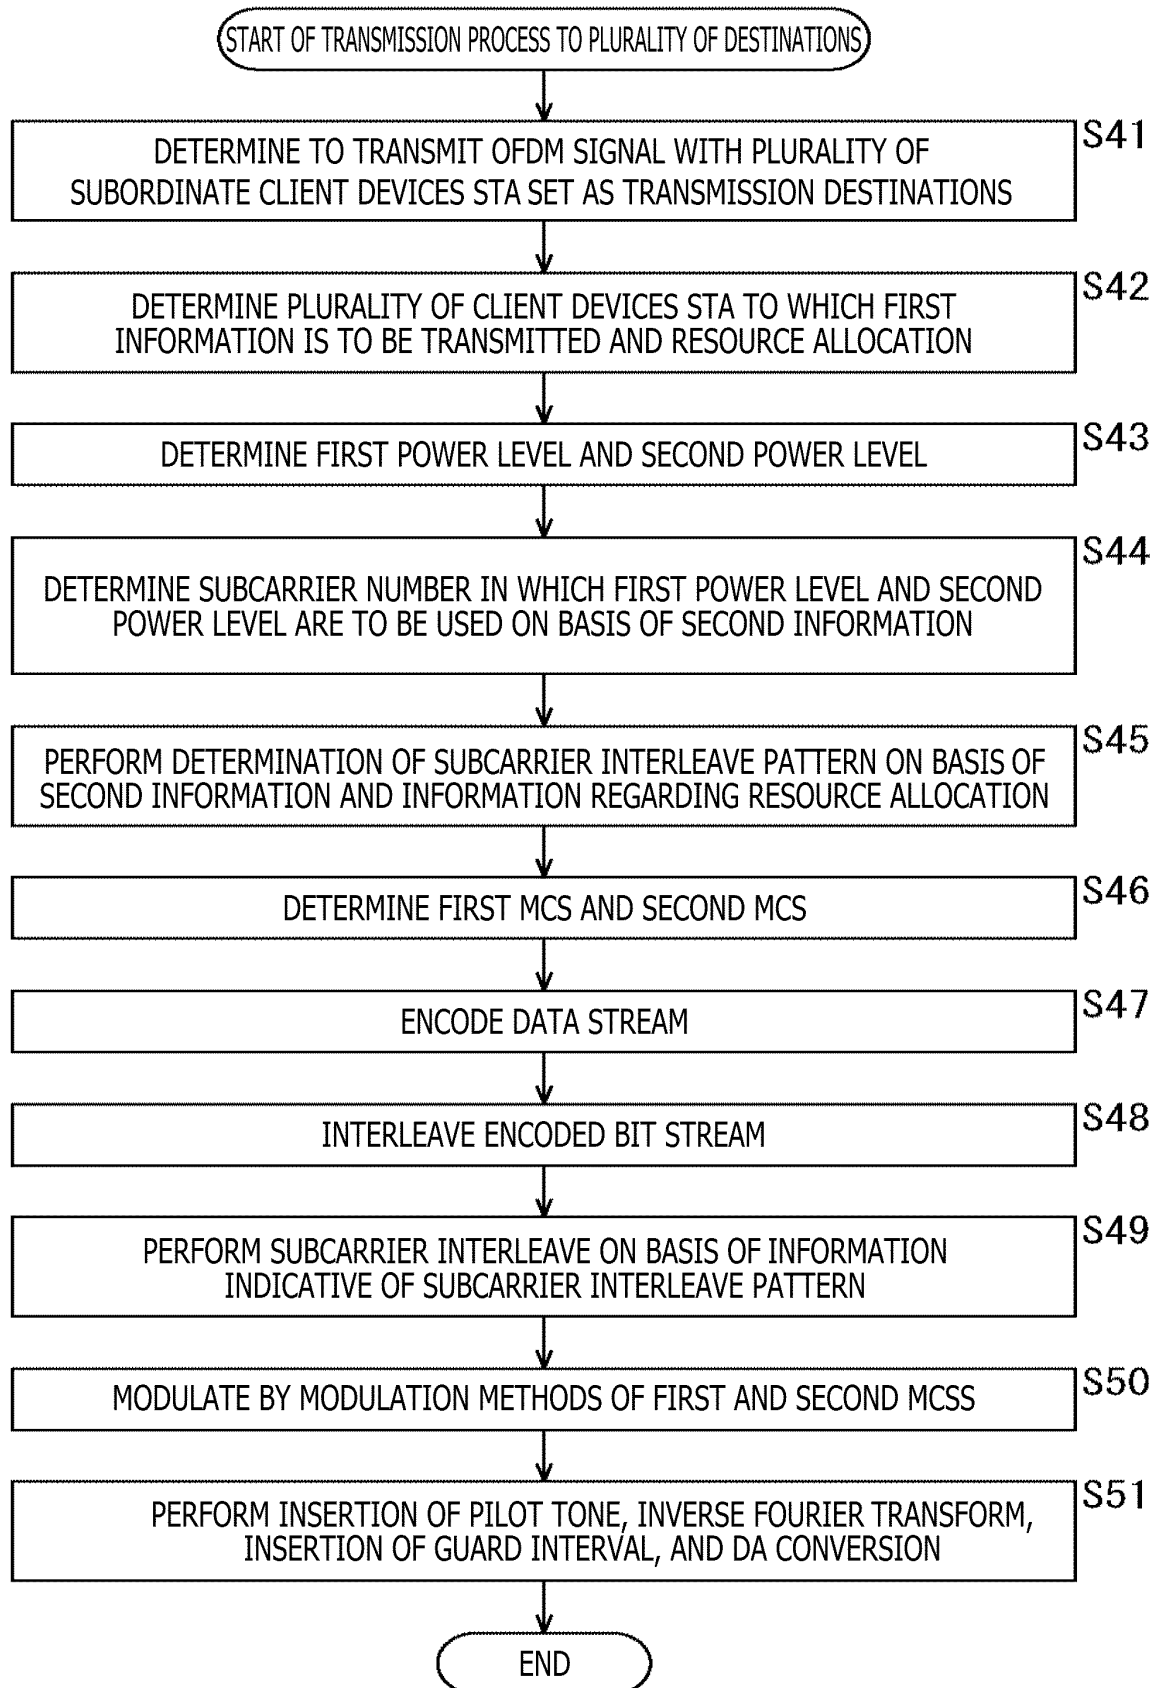 START OF TRANSMISSION PROCESS TO PLURALITY OF DESTINATIONS
S41
DETERMINE TO TRANSMIT OFDM SIGNAL WITH PLURALITY OF
SUBORDINATE CLIENT DEVICES STA SET AS TRANSMISSION DESTINATIONS
S42
DETERMINE PLURALITY OF CLIENT DEVICES STA TO WHICH FIRST
INFORMATION IS TO BE TRANSMITTED AND RESOURCE ALLOCATION
S43
DETERMINE FIRST POWER LEVEL AND SECOND POWER LEVEL
S44
DETERMINE SUBCARRIER NUMBER IN WHICH FIRST POWER LEVEL AND SECOND
POWER LEVEL ARE TO BE USED ON BASIS OF SECOND INFORMATION
S45
PERFORM DETERMINATION OF SUBCARRIER INTERLEAVE PATTERN ON BASIS OF
SECOND INFORMATION AND INFORMATION REGARDING RESOURCE ALLOCATION
S46
DETERMINE FIRST MCS AND SECOND MCS
S47
ENCODE DATA STREAM
S48
INTERLEAVE ENCODED BIT STREAM
S49
PERFORM SUBCARRIER INTERLEAVE ON BASIS OF INFORMATION
INDICATIVE OF SUBCARRIER INTERLEAVE PATTERN
S50
MODULATE BY MODULATION METHODS OF FIRST AND SECOND MCSS
S51
PERFORM INSERTION OF PILOT TONE, INVERSE FOURIER TRANSFORM,
INSERTION OF GUARD INTERVAL, AND DA CONVERSION
END